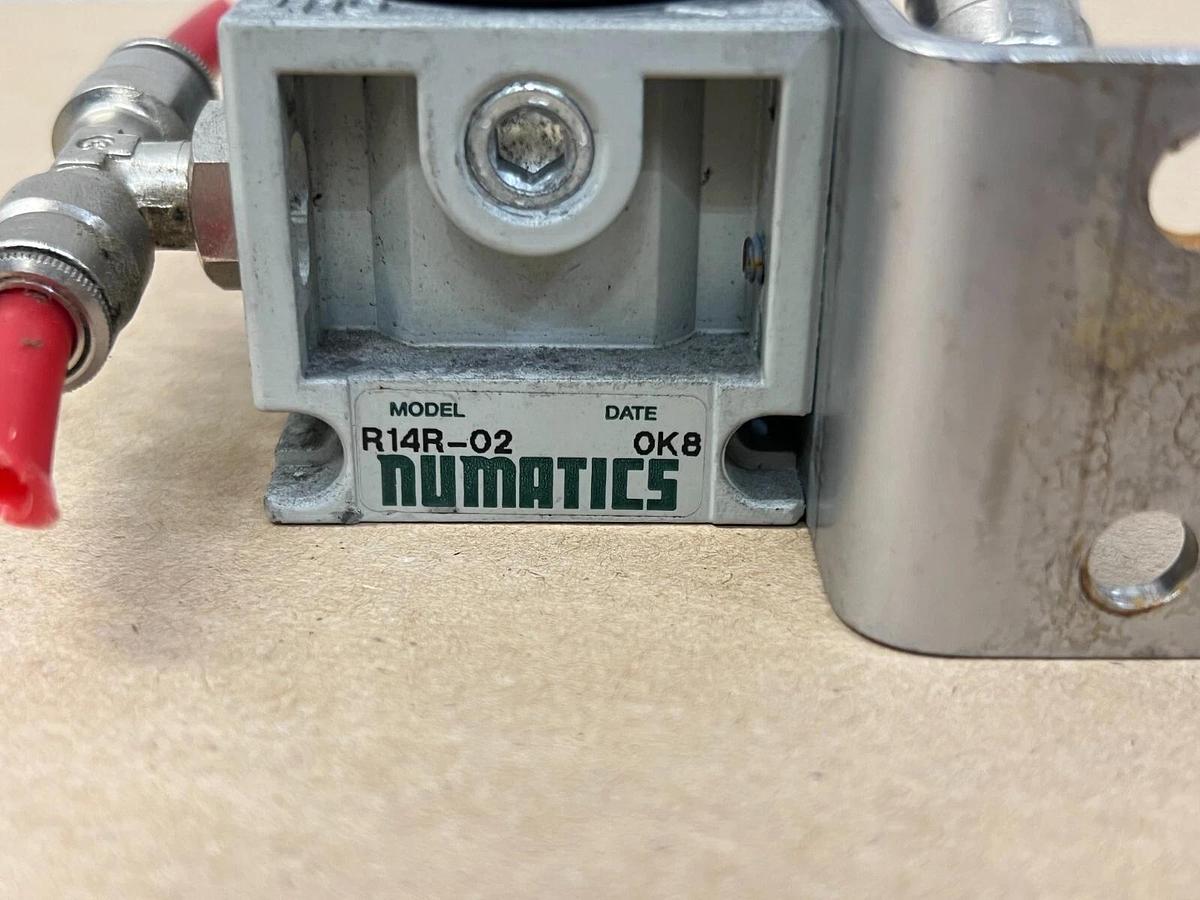 MODEL DATE
R14R-02 0K8
NUMATICS